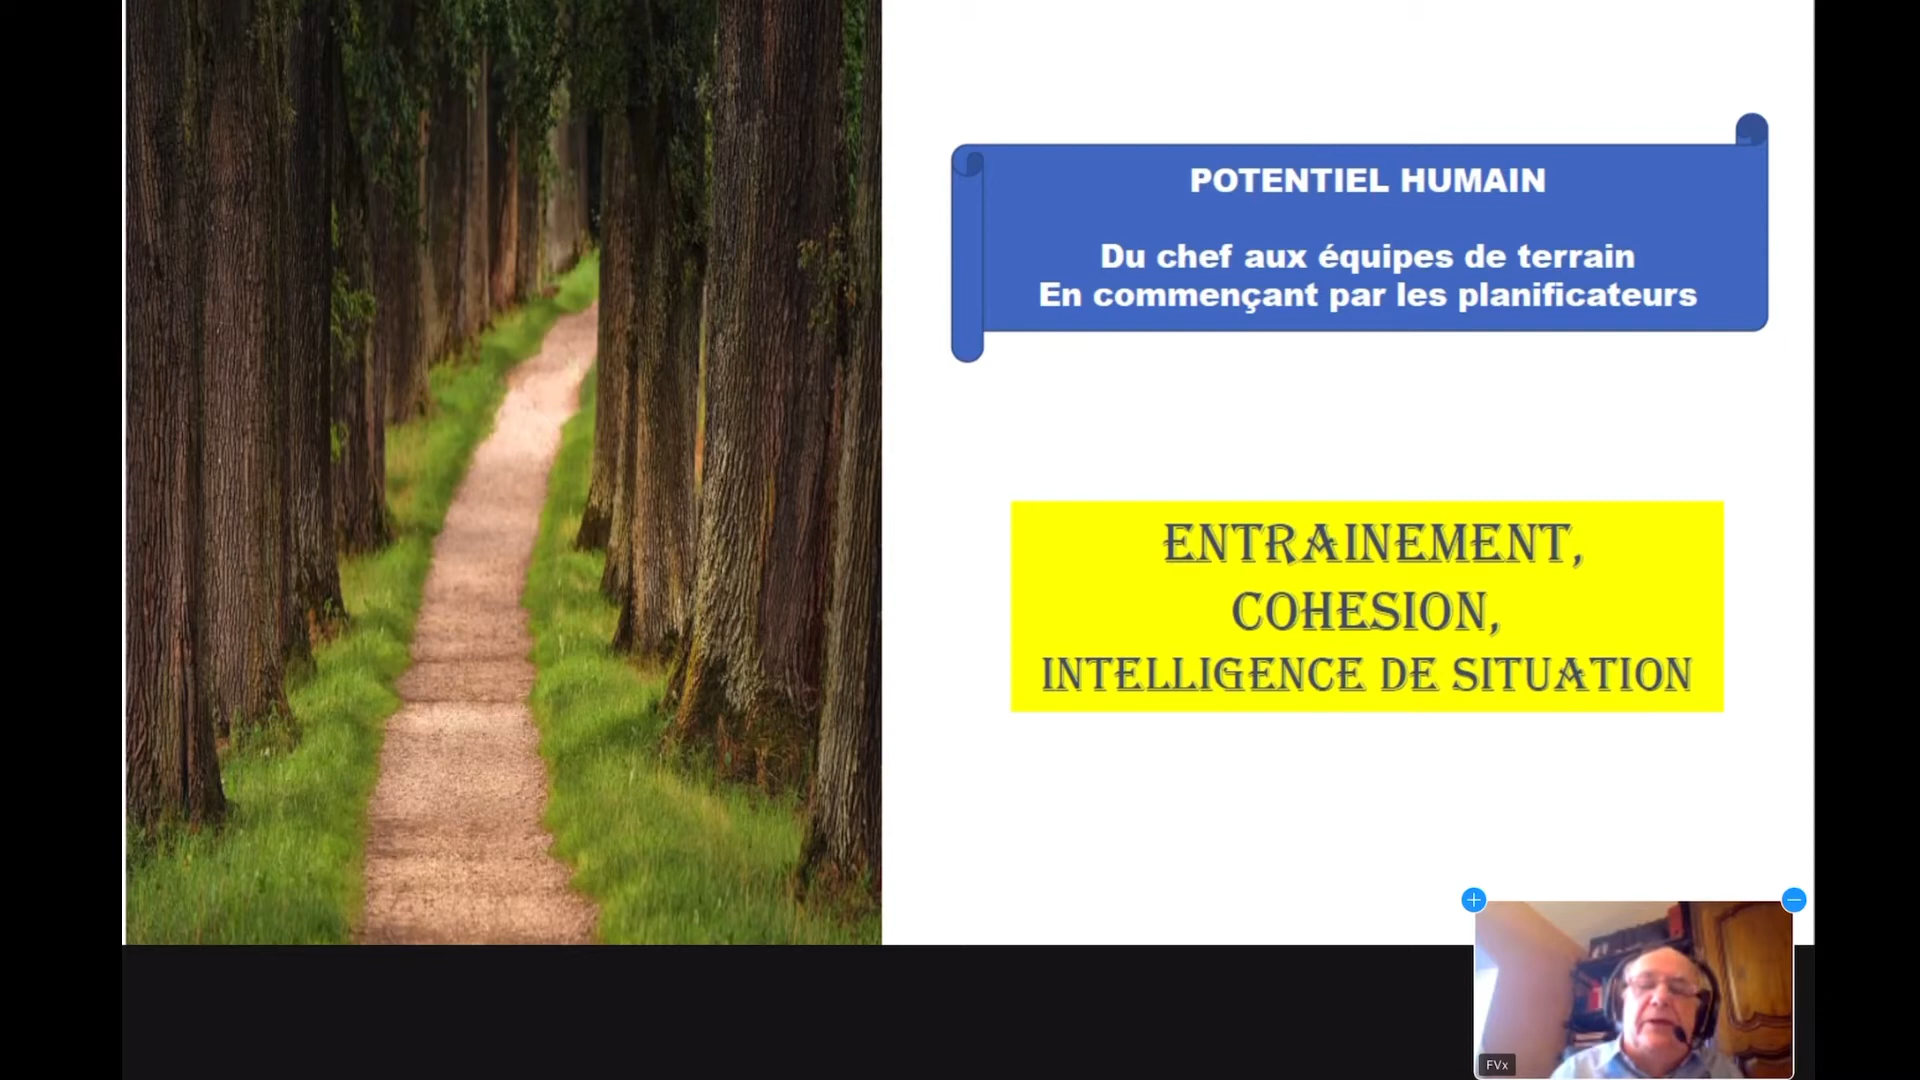 POTENTIEL HUMAIN
Du chef aux équipes de terrain
En commençant par les planificateurs
ENTRAINEMENT,
COHESION,
INTELLIGENCE DE SITUATION
FVx